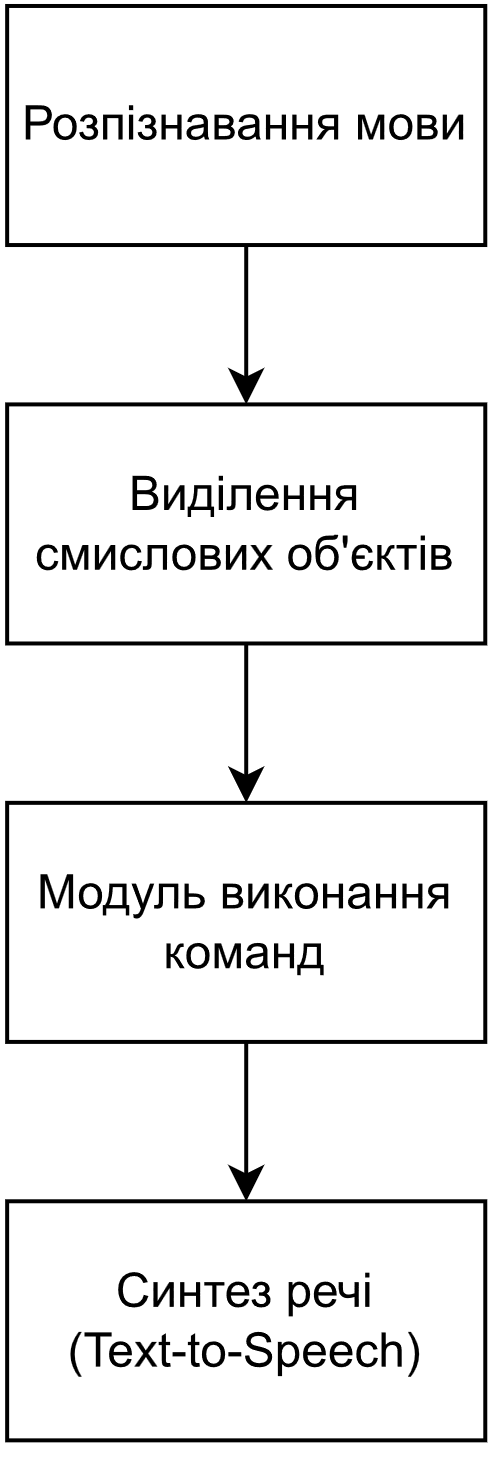 Розпізнавання мови
Виділення
смислових об'єктів
Модуль виконання
команд
Синтез речі
(Text-to-Speech)